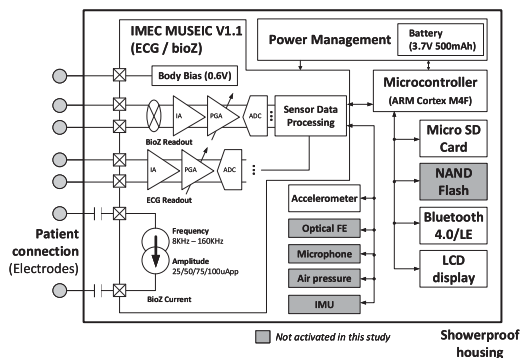 IMEC MUSEIC V1.1
(ECG / bioZ)
Power Management
Battery
(3.7V 500mAh)
Body Bias (0.6V)
Microcontroller
(ARM Cortex M4F)
IA
PGA
ADC
Sensor Data
Processing
BioZ Readout
Micro SD
Card
IA
PGA
ADC
ECG Readout
NAND
Flash
Accelerometer
Optical FE
Bluetooth
4.0/LE
Microphone
Patient
connection
(Electrodes)
Frequency
8KHz – 160KHz
Amplitude
25/50/75/100uApp
Air pressure
LCD
display
BioZ Current
IMU
Not activated in this study
Showerproof
housing